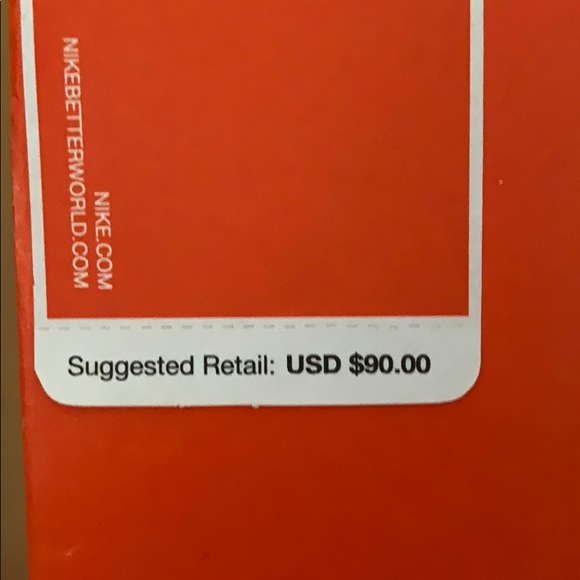 NIKE.COM
NIKEBETTERWORLD.COM
Suggested Retail: USD $90.00